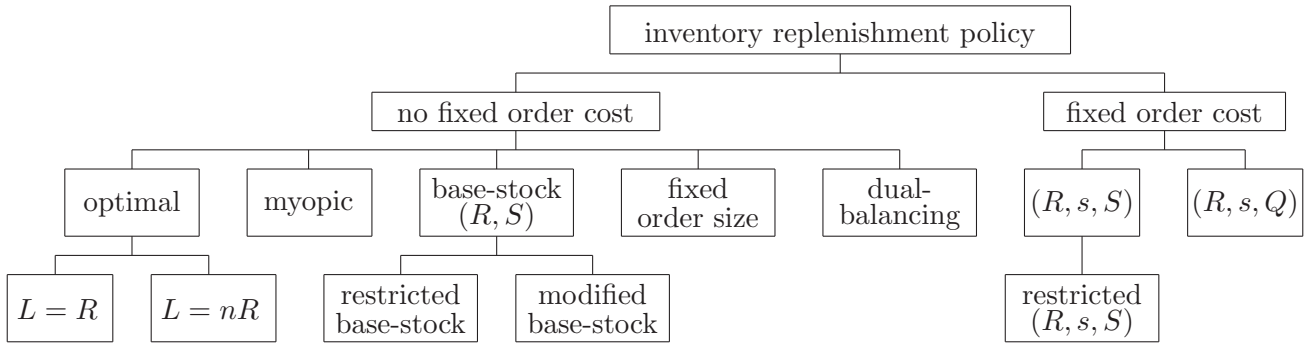 inventory replenishment policy
no fixed order cost
fixed order cost
optimal
myopic
base-stock
(R, S)
fixed
order size
dual-
balancing
(R, s, S)
(R, s, Q)
L = R
L = nR
restricted
base-stock
modified
base-stock
restricted
(R, s, S)